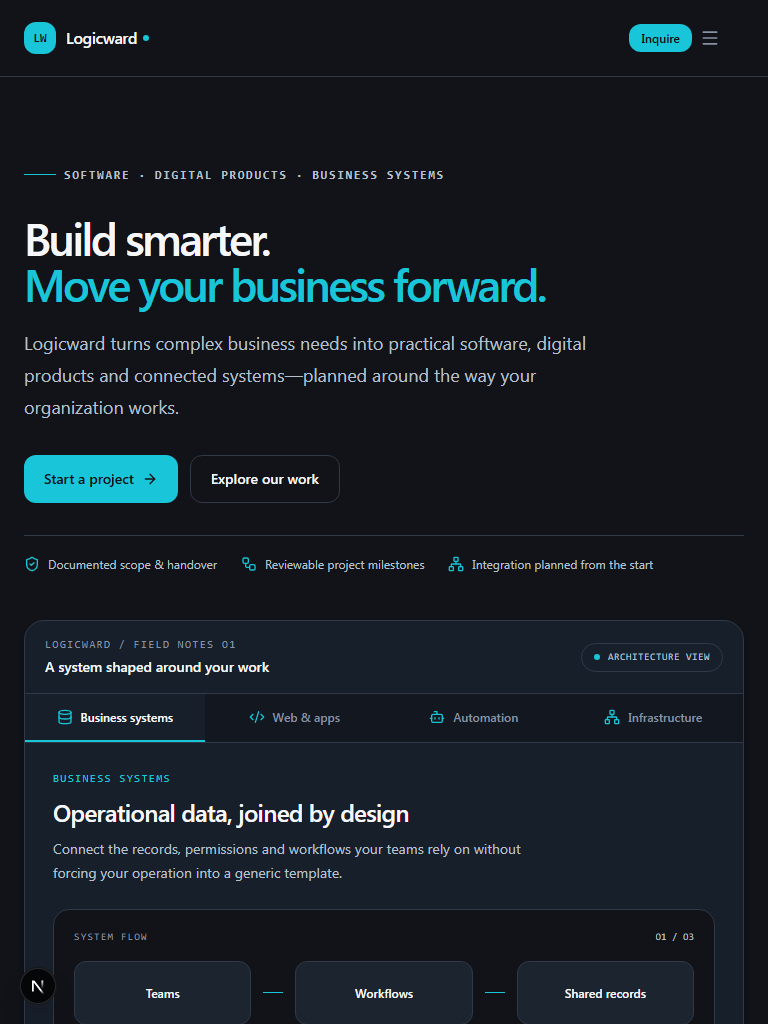 LW Logicward
Inquire
SOFTWARE · DIGITAL PRODUCTS · BUSINESS SYSTEMS
Build smarter.
Move your business forward.
Logicward turns complex business needs into practical software, digital
products and connected systems—planned around the way your
organization works.
Start a project →
Explore our work
Documented scope & handover
Reviewable project milestones
Integration planned from the start
LOGICWARD / FIELD NOTES 01
A system shaped around your work
ARCHITECTURE VIEW
Business systems
Web & apps
Automation
Infrastructure
BUSINESS SYSTEMS
Operational data, joined by design
Connect the records, permissions and workflows your teams rely on without
forcing your operation into a generic template.
SYSTEM FLOW
01 / 03
Teams
Workflows
Shared records
N